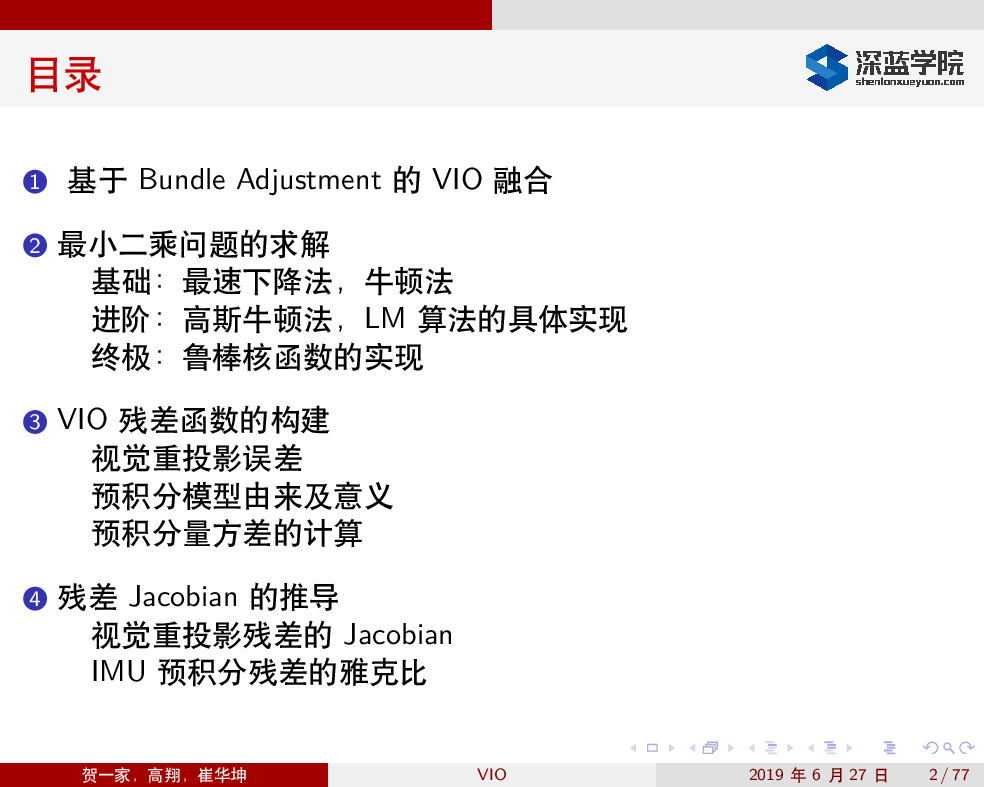 目录
深蓝学院
shenlanxueyuan.com
1 基于 Bundle Adjustment 的 VIO 融合
2 最小二乘问题的求解
基础：最速下降法，牛顿法
进阶：高斯牛顿法，LM 算法的具体实现
终极：鲁棒核函数的实现
3 VIO 残差函数的构建
视觉重投影误差
预积分模型由来及意义
预积分量方差的计算
4 残差 Jacobian 的推导
视觉重投影残差的 Jacobian
IMU 预积分残差的雅克比
贺一家，高翔，崔华坤 VIO 2019 年 6 月 27 日 2 / 77